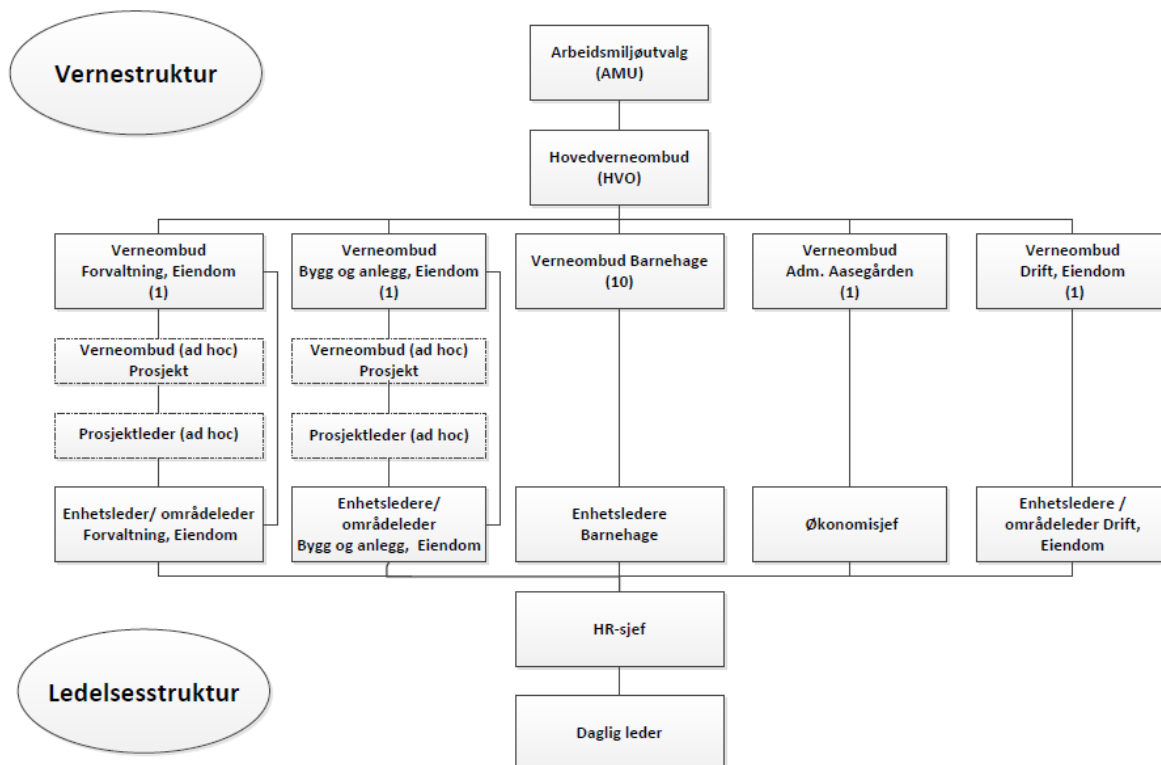 Vernestruktur
Arbeidsmiljøutvalg
(AMU)
Hovedverneombud
(HVO)
Verneombud
Forvaltning, Eiendom
(1)
Verneombud
Bygg og anlegg, Eiendom
(1)
Verneombud Barnehage
(10)
Verneombud
Adm. Aasegården
(1)
Verneombud
Drift, Eiendom
(1)
Verneombud (ad hoc)
Prosjekt
Verneombud (ad hoc)
Prosjekt
Prosjektleder (ad hoc)
Prosjektleder (ad hoc)
Enhetsleder/ områdeleder
Forvaltning, Eiendom
Enhetsledere/
områdeleder
Bygg og anlegg, Eiendom
Enhetsledere
Barnehage
Økonomisjef
Enhetsledere /
områdeleder Drift,
Eiendom
HR-sjef
Ledelsesstruktur
Daglig leder